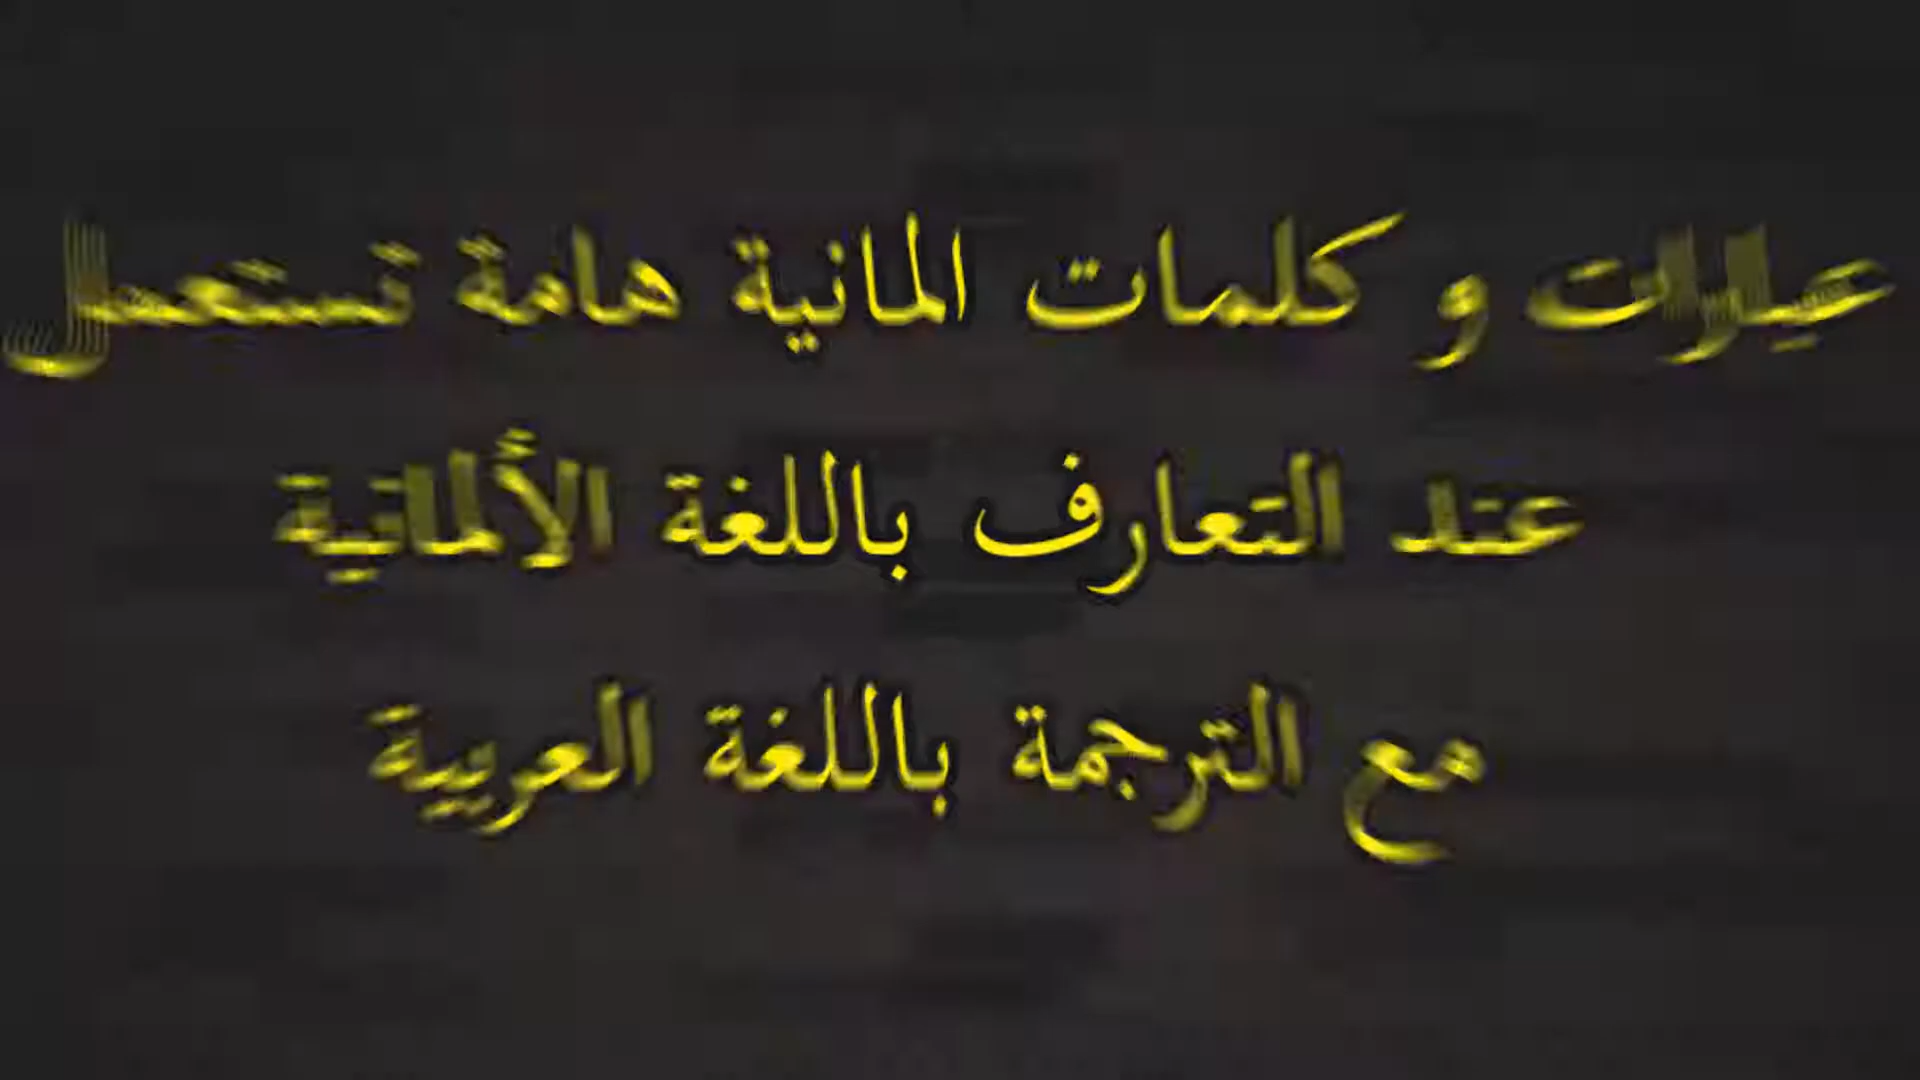 عبارات و كلمات المانية هامة تستعمل
عند التعارف باللغة الألمانية
مع الترجمة باللغة العربية